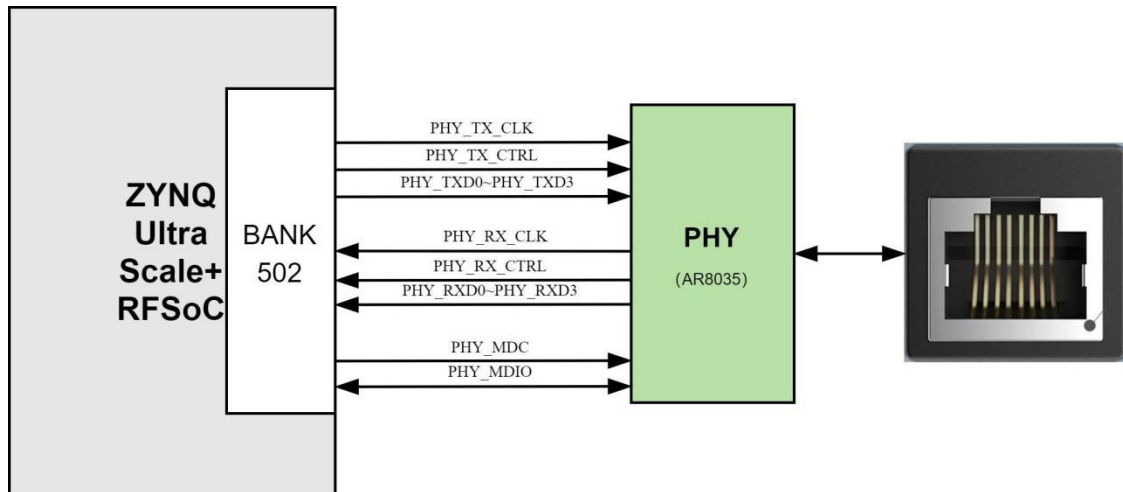 ZYNQ
Ultra
Scale+
RFSoC
BANK
502
PHY_TX_CLK
PHY_TX_CTRL
PHY_TXD0~PHY_TXD3
PHY_RX_CLK
PHY_RX_CTRL
PHY_RXD0~PHY_RXD3
PHY_MDC
PHY_MDIO
PHY
(AR8035)